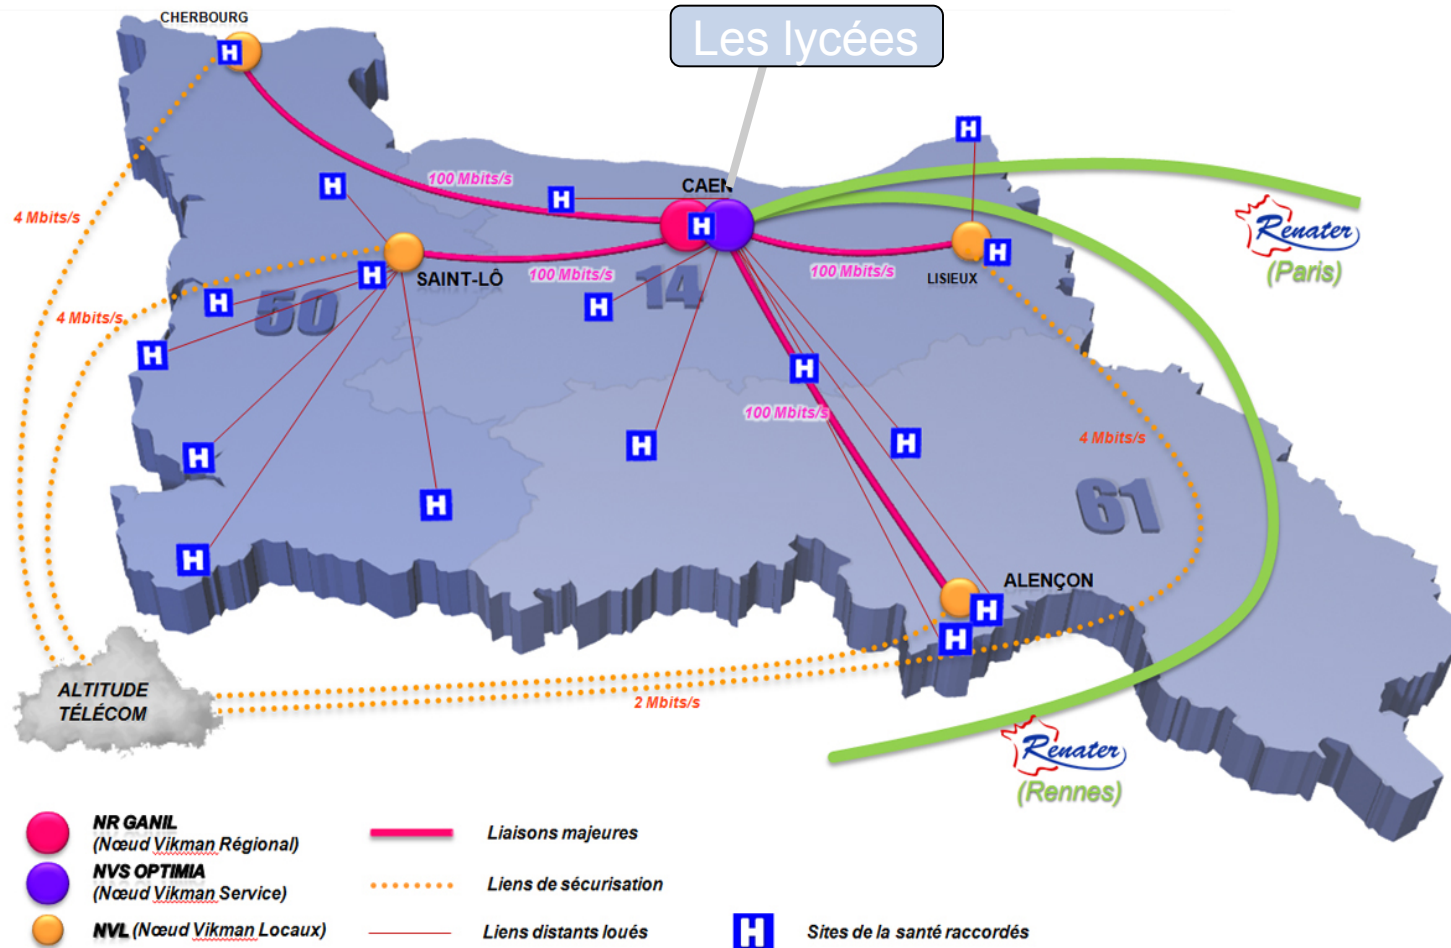 CHERBOURG
Les lycées
100 Mbits/s
CAEN
4 Mbits/s
Renater
(Paris)
SAINT-LÔ
100 Mbits/s
14
100 Mbits/s
LISIEUX
50
4 Mbits/s
100 Mbits/s
4 Mbits/s
61
ALENÇON
ALTITUDE
TÉLÉCOM
2 Mbits/s
Renater
(Rennes)
NR GANIL
(Nœud Vikman Régional)
Liaisons majeures
NVS OPTIMIA
(Nœud Vikman Service)
Liens de sécurisation
NVL (Nœud Vikman Locaux)
Liens distants loués
H
Sites de la santé raccordés